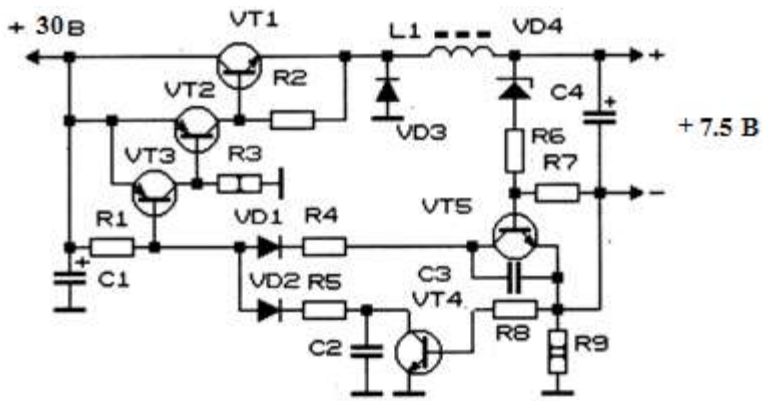 VT1
+ 30 В
L1
VD4
+
VT2
R2
C4
+
VD3
+ 7.5 В
VT3
R3
R6
R7
−
R1
VD1
R4
VT5
+
C1
VD2
R5
C3
VT4
C2
R8
R9